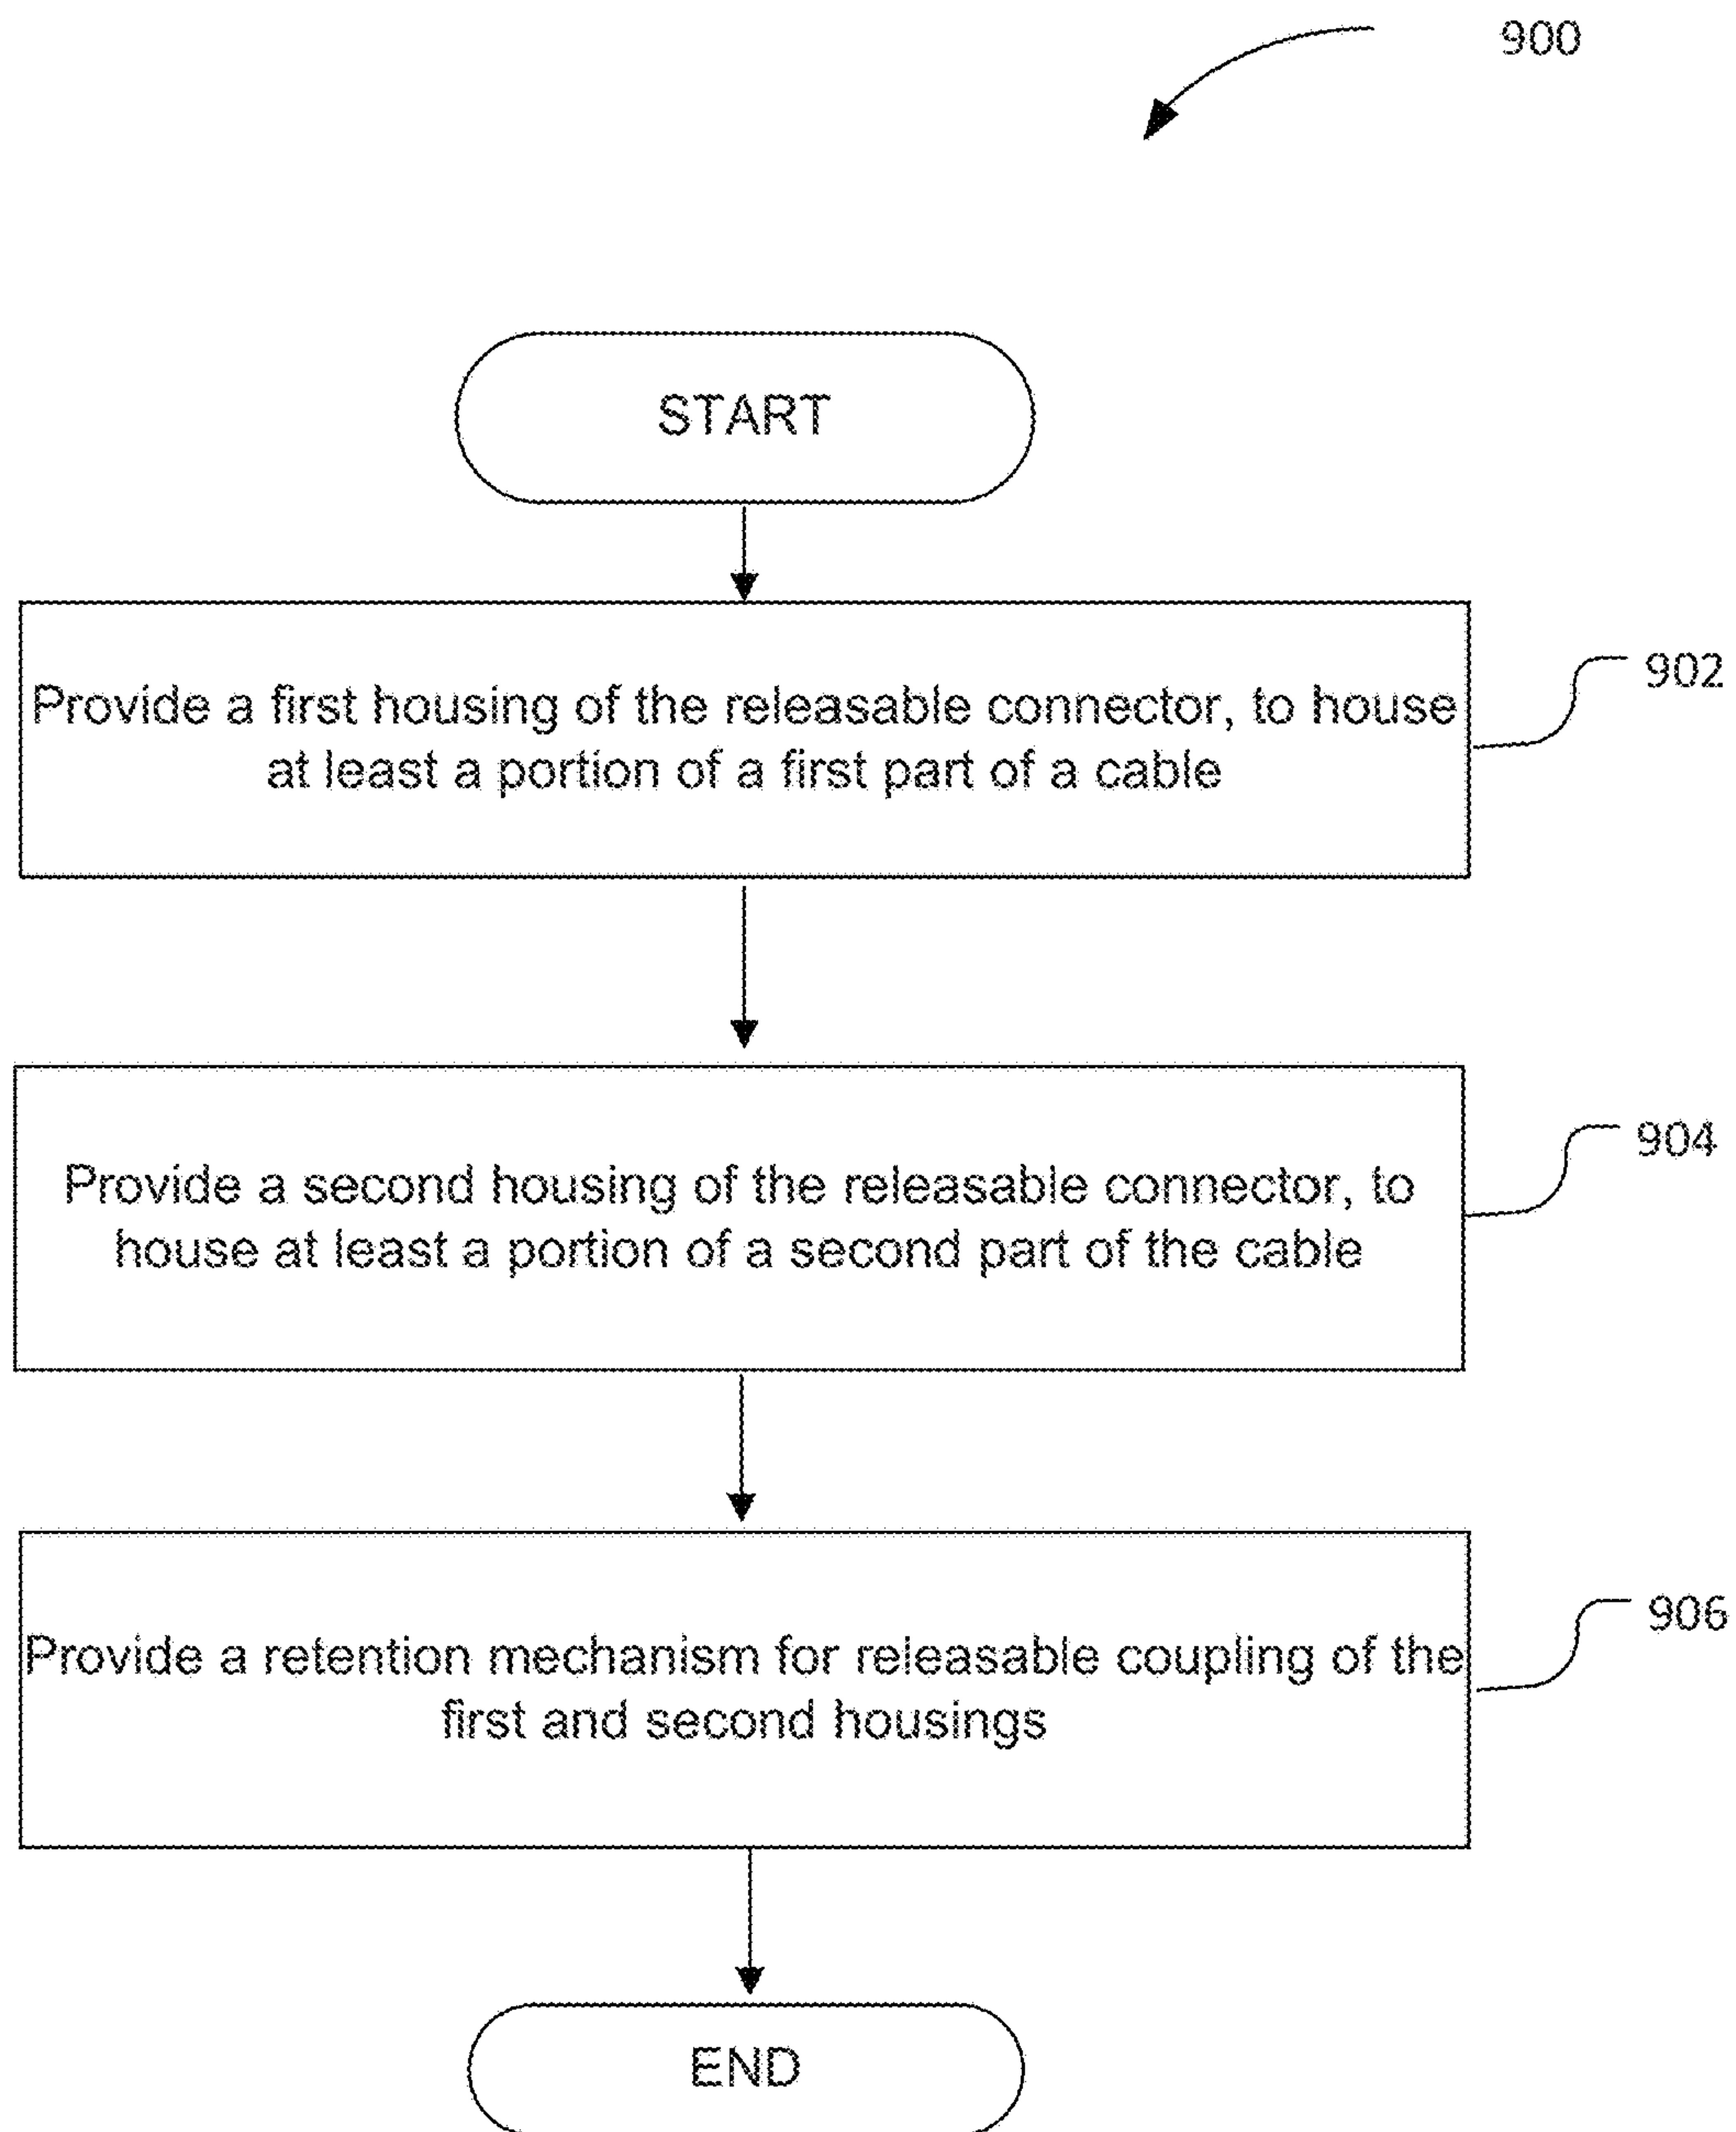 900
START
Provide a first housing of the releasable connector, to house
at least a portion of a first part of a cable
902
Provide a second housing of the releasable connector, to
house at least a portion of a second part of the cable
904
Provide a retention mechanism for releasable coupling of the
first and second housings
906
END